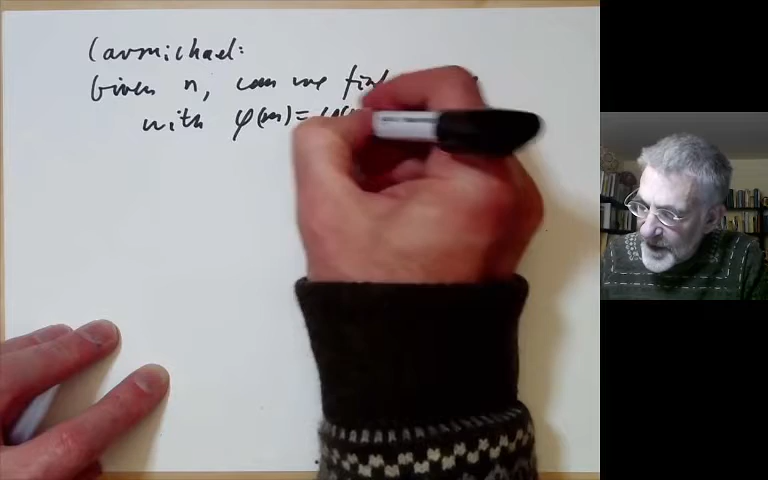 Carmichael:
Given n, can we find
with φ(m) =